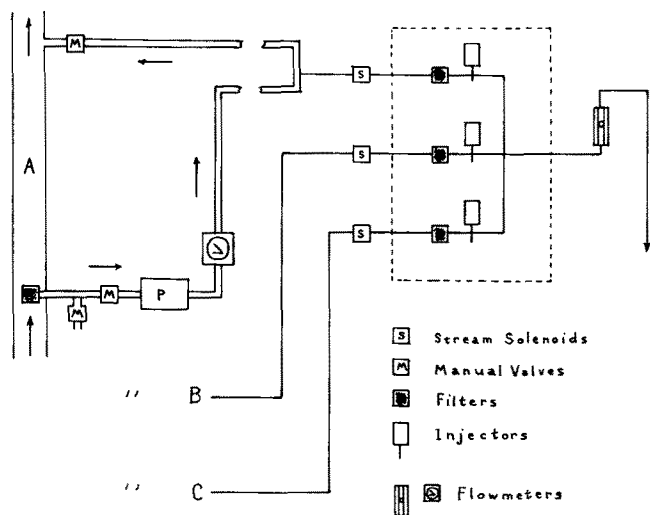 M
S
A
S
S
M
P
M
S Stream Solenoids
M Manual Valves
" B
Filters
Injectors
" C
Flowmeters